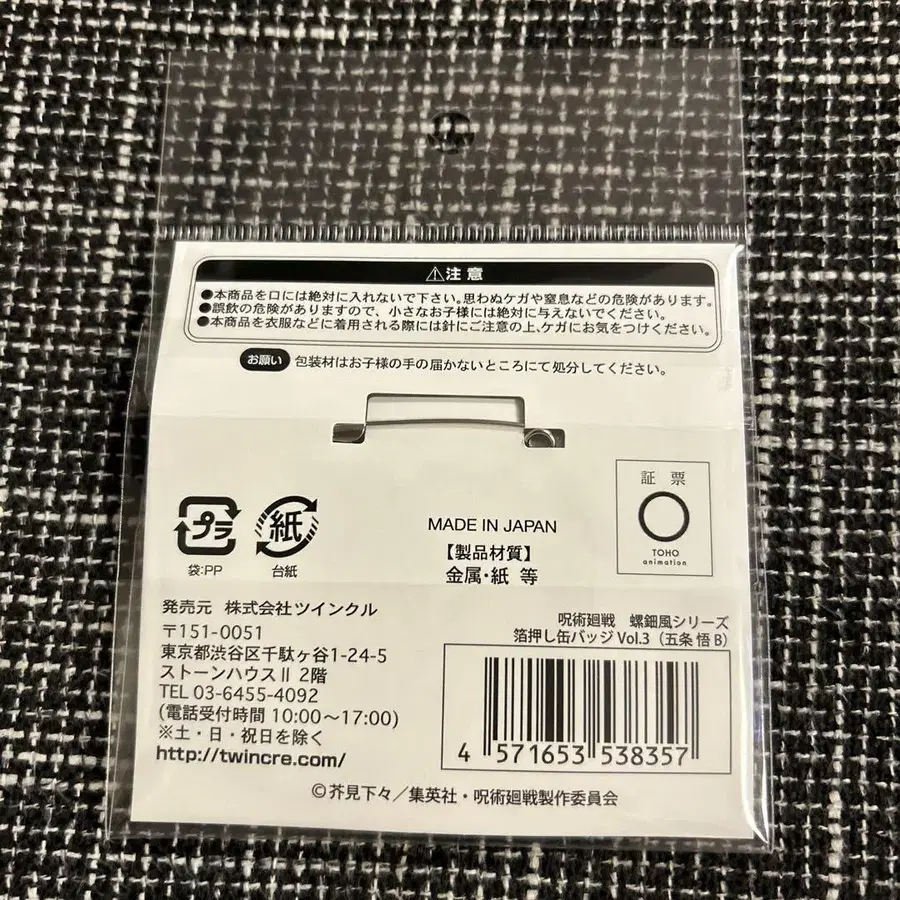 ⚠注意
●本商品を口には絶対に入れないで下さい。思わぬケガや窒息などの危険があります。
●誤飲の危険がありますので、小さなお子様には絶対に与えないでください。
●本商品を衣服などに着用される際には針にご注意の上、ケガにお気をつけください。
お願い 包装材はお子様の手の届かないところにて処分してください。
証票
TOHO
animation
プラ
袋:PP
紙
台紙
MADE IN JAPAN
【製品材質】
金属・紙 等
発売元 株式会社ツインクル
〒151-0051
東京都渋谷区千駄ヶ谷1-24-5
ストーンハウスⅡ 2階
TEL 03-6455-4092
(電話受付時間 10:00～17:00)
※土・日・祝日を除く
http://twincre.com/
呪術廻戦 螺鈿風シリーズ
箔押し缶バッジ Vol.3（五条 悟 B）
4 571653 538357
©芥見下々／集英社・呪術廻戦製作委員会